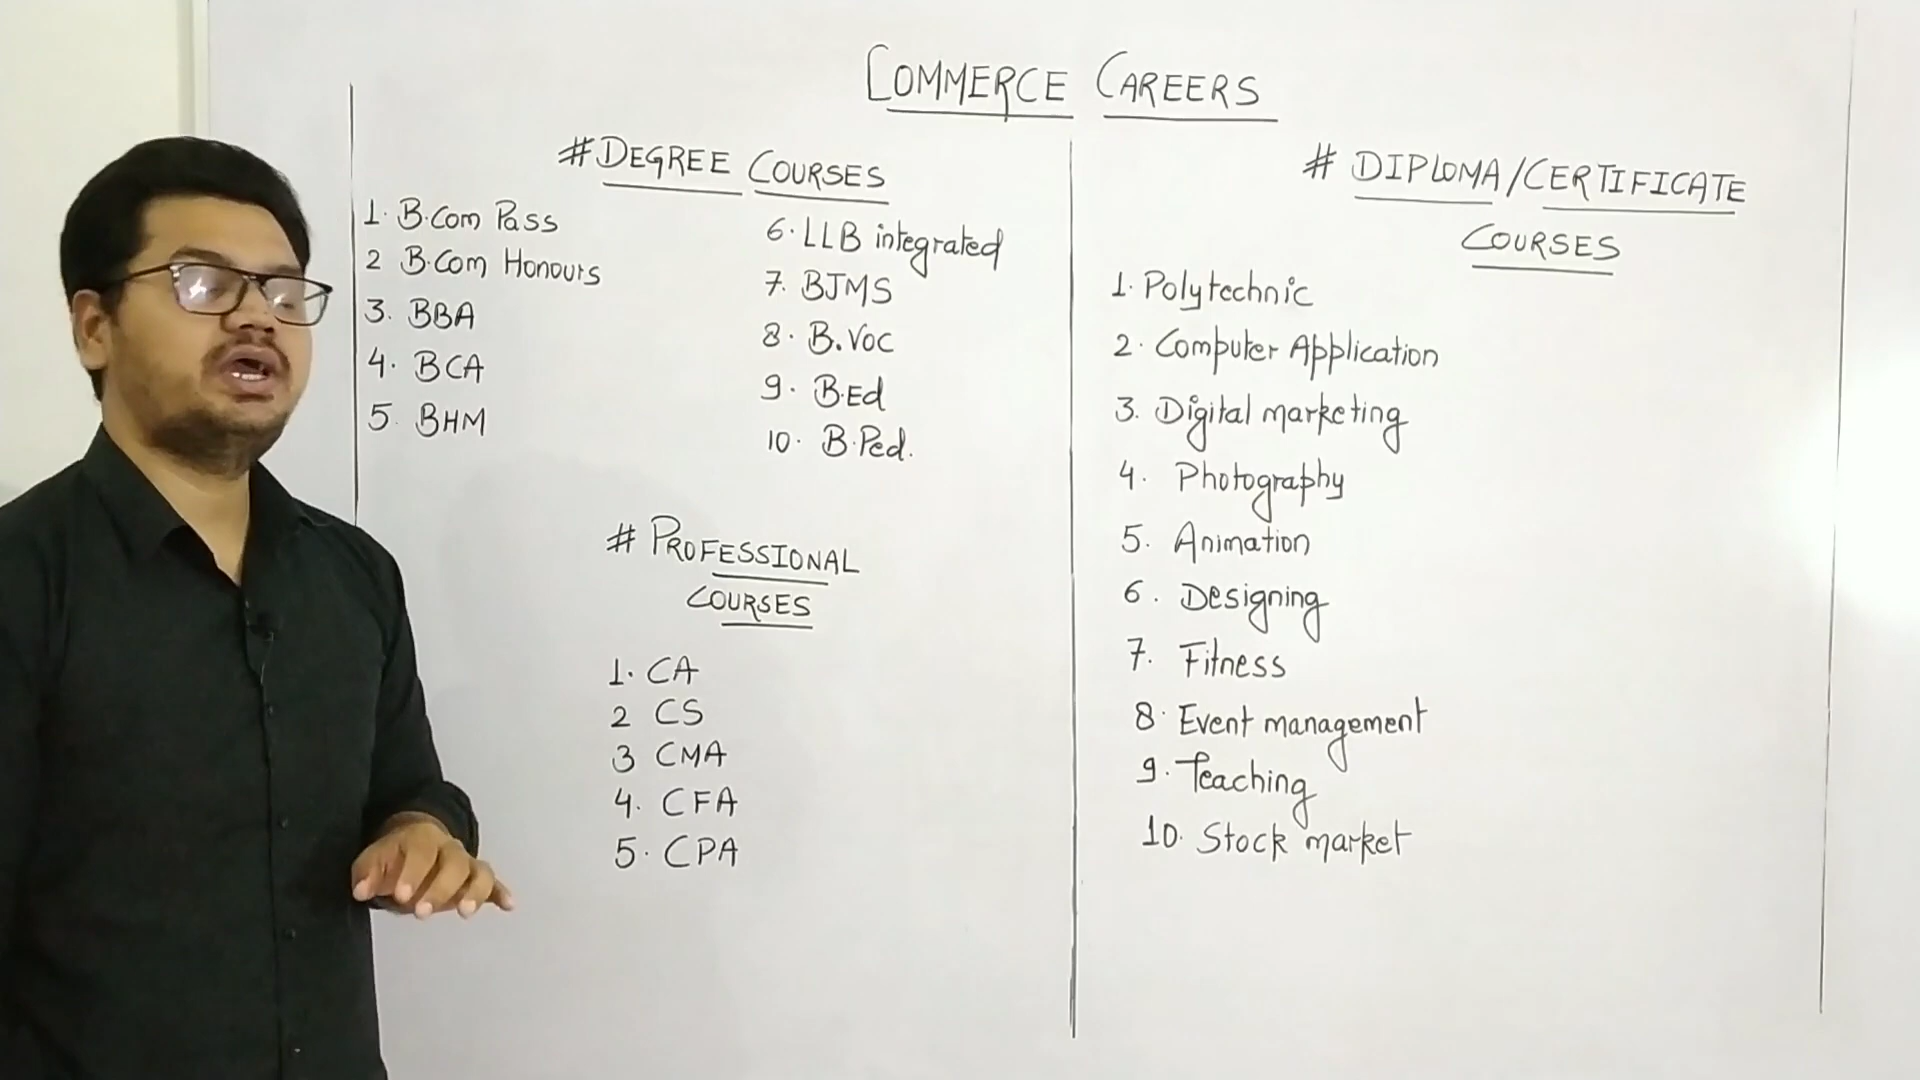 COMMERCE CAREERS
# DEGREE COURSES
1. B.Com Pass
2 B.Com Honours
3. BBA
4. BCA
5. BHM
6. LLB integrated
7. BJMS
8. B.Voc
9. B.Ed
10. B.Ped.
# PROFESSIONAL
COURSES
1. CA
2 CS
3 CMA
4. CFA
5. CPA
# DIPLOMA/CERTIFICATE
COURSES
1. Polytechnic
2. Computer Application
3. Digital marketing
4. Photography
5. Animation
6. Designing
7. Fitness
8. Event management
9. Teaching
10. Stock market